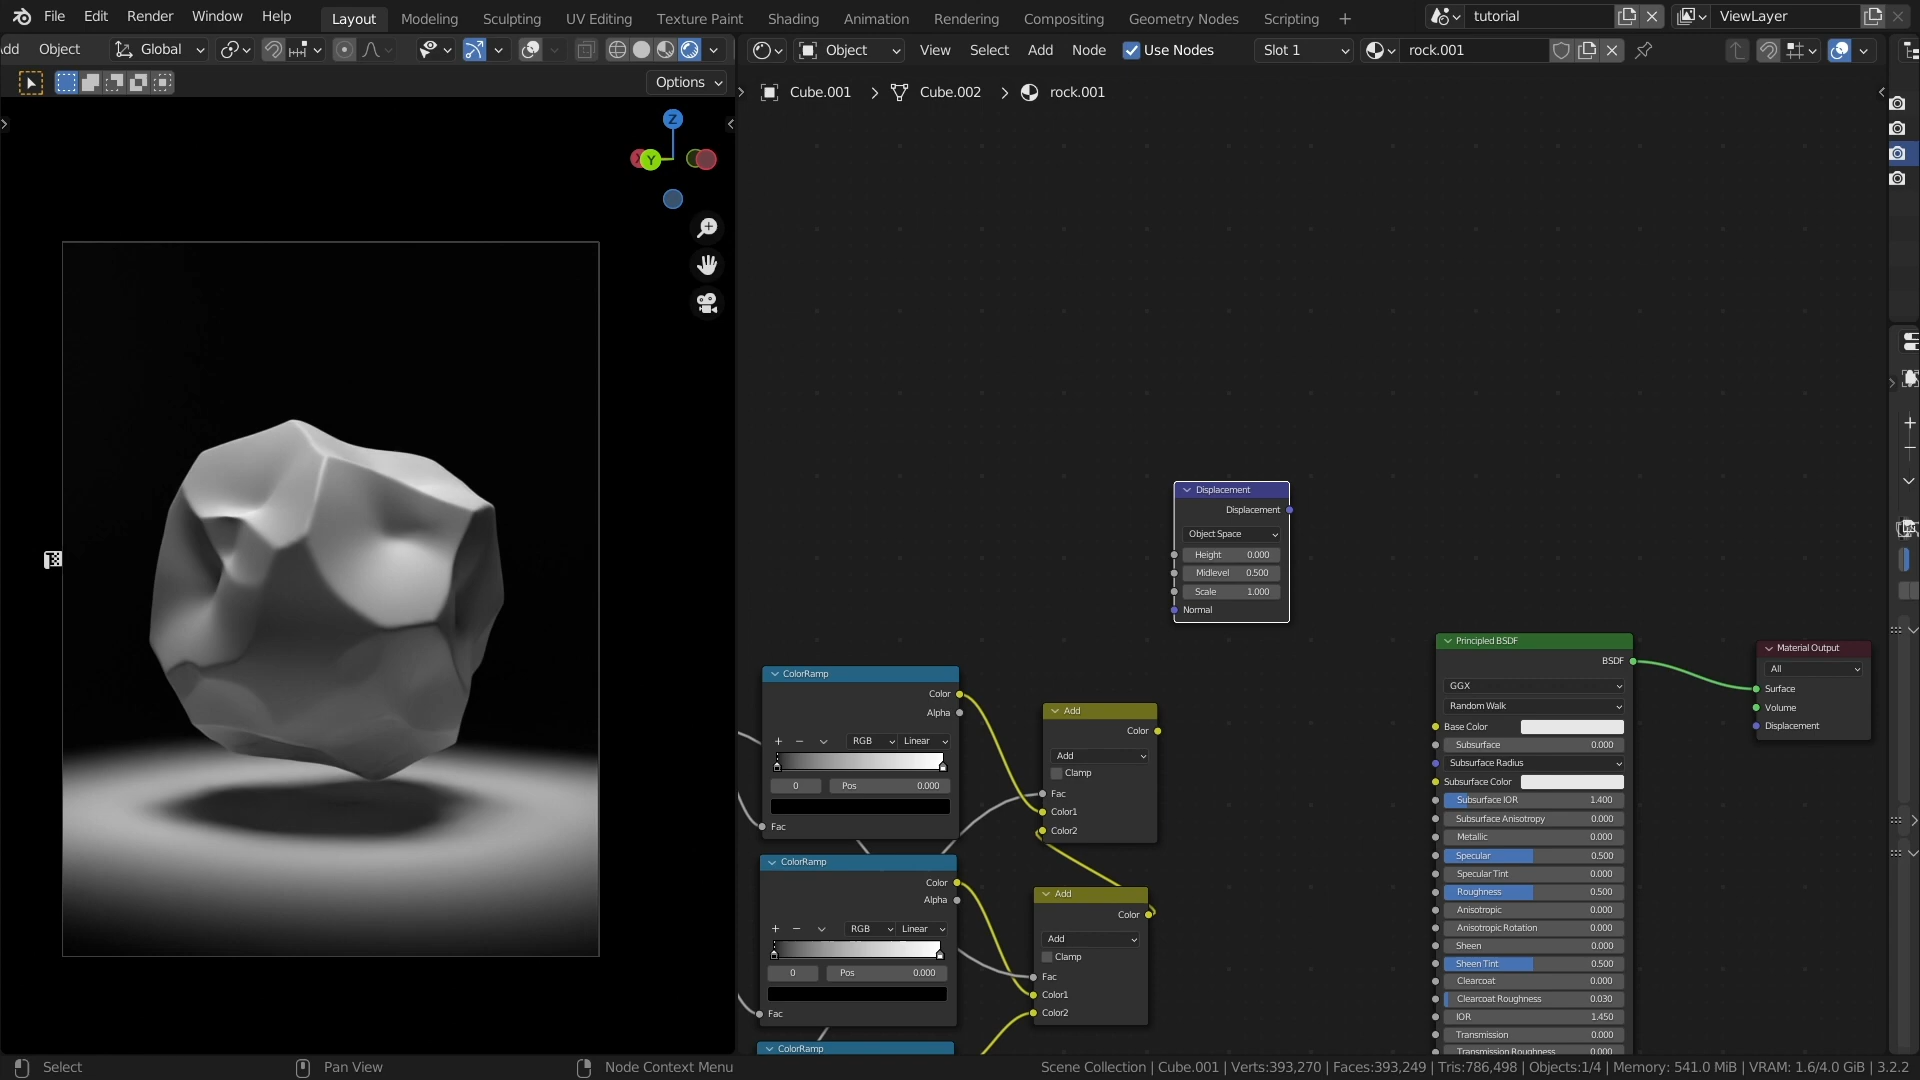 File Edit Render Window Help Layout Modeling Sculpting UV Editing Texture Paint Shading Animation Rendering Compositing Geometry Nodes Scripting + tutorial ViewLayer
Object Global Object View Select Add Node Use Nodes Slot 1 rock.001
Options
Cube.001 > Cube.002 > rock.001
Z
Y
Displacement
Displacement
Object Space
Height 0.000
Midlevel 0.500
Scale 1.000
Normal
ColorRamp
Color
Alpha
RGB Linear
0 Pos 0.000
Fac
Add
Color
Add
Clamp
Fac
Color1
Color2
ColorRamp
Color
Alpha
RGB Linear
0 Pos 0.000
Fac
Add
Color
Add
Clamp
Fac
Color1
Color2
ColorRamp
Principled BSDF
BSDF
GGX
Random Walk
Base Color
Subsurface 0.000
Subsurface Radius
Subsurface Color
Subsurface IOR 1.400
Subsurface Anisotropy 0.000
Metallic 0.000
Specular 0.500
Specular Tint 0.000
Roughness 0.500
Anisotropic 0.000
Anisotropic Rotation 0.000
Sheen 0.000
Sheen Tint 0.500
Clearcoat 0.000
Clearcoat Roughness 0.030
IOR 1.450
Transmission 0.000
Transmission Roughness 0.000
Material Output
All
Surface
Volume
Displacement
Select Pan View Node Context Menu Scene Collection | Cube.001 | Verts:393,270 | Faces:393,249 | Tris:786,498 | Objects:1/4 | Memory: 541.0 MiB | VRAM: 1.6/4.0 GiB | 3.2.2